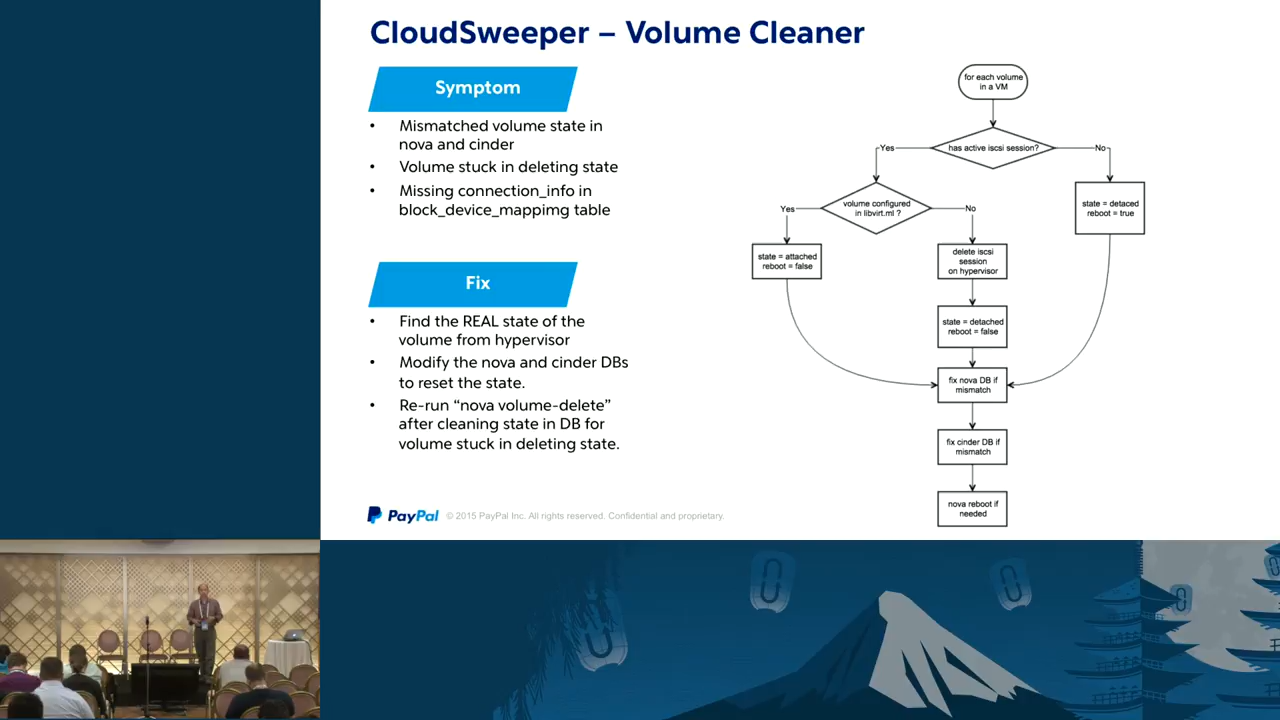 CloudSweeper – Volume Cleaner
Symptom
• Mismatched volume state in
nova and cinder
• Volume stuck in deleting state
• Missing connection_info in
block_device_mappimg table
Fix
• Find the REAL state of the
volume from hypervisor
• Modify the nova and cinder DBs
to reset the state.
• Re-run “nova volume-delete”
after cleaning state in DB for
volume stuck in deleting state.
for each volume
in a VM
has active iscsi session?
Yes
No
volume configured
in libvirt.ml ?
Yes
No
state = detaced
reboot = true
state = attached
reboot = false
delete iscsi
session
on hypervisor
state = detached
reboot = false
fix nova DB if
mismatch
fix cinder DB if
mismatch
nova reboot if
needed
PayPal © 2015 PayPal Inc. All rights reserved. Confidential and proprietary.